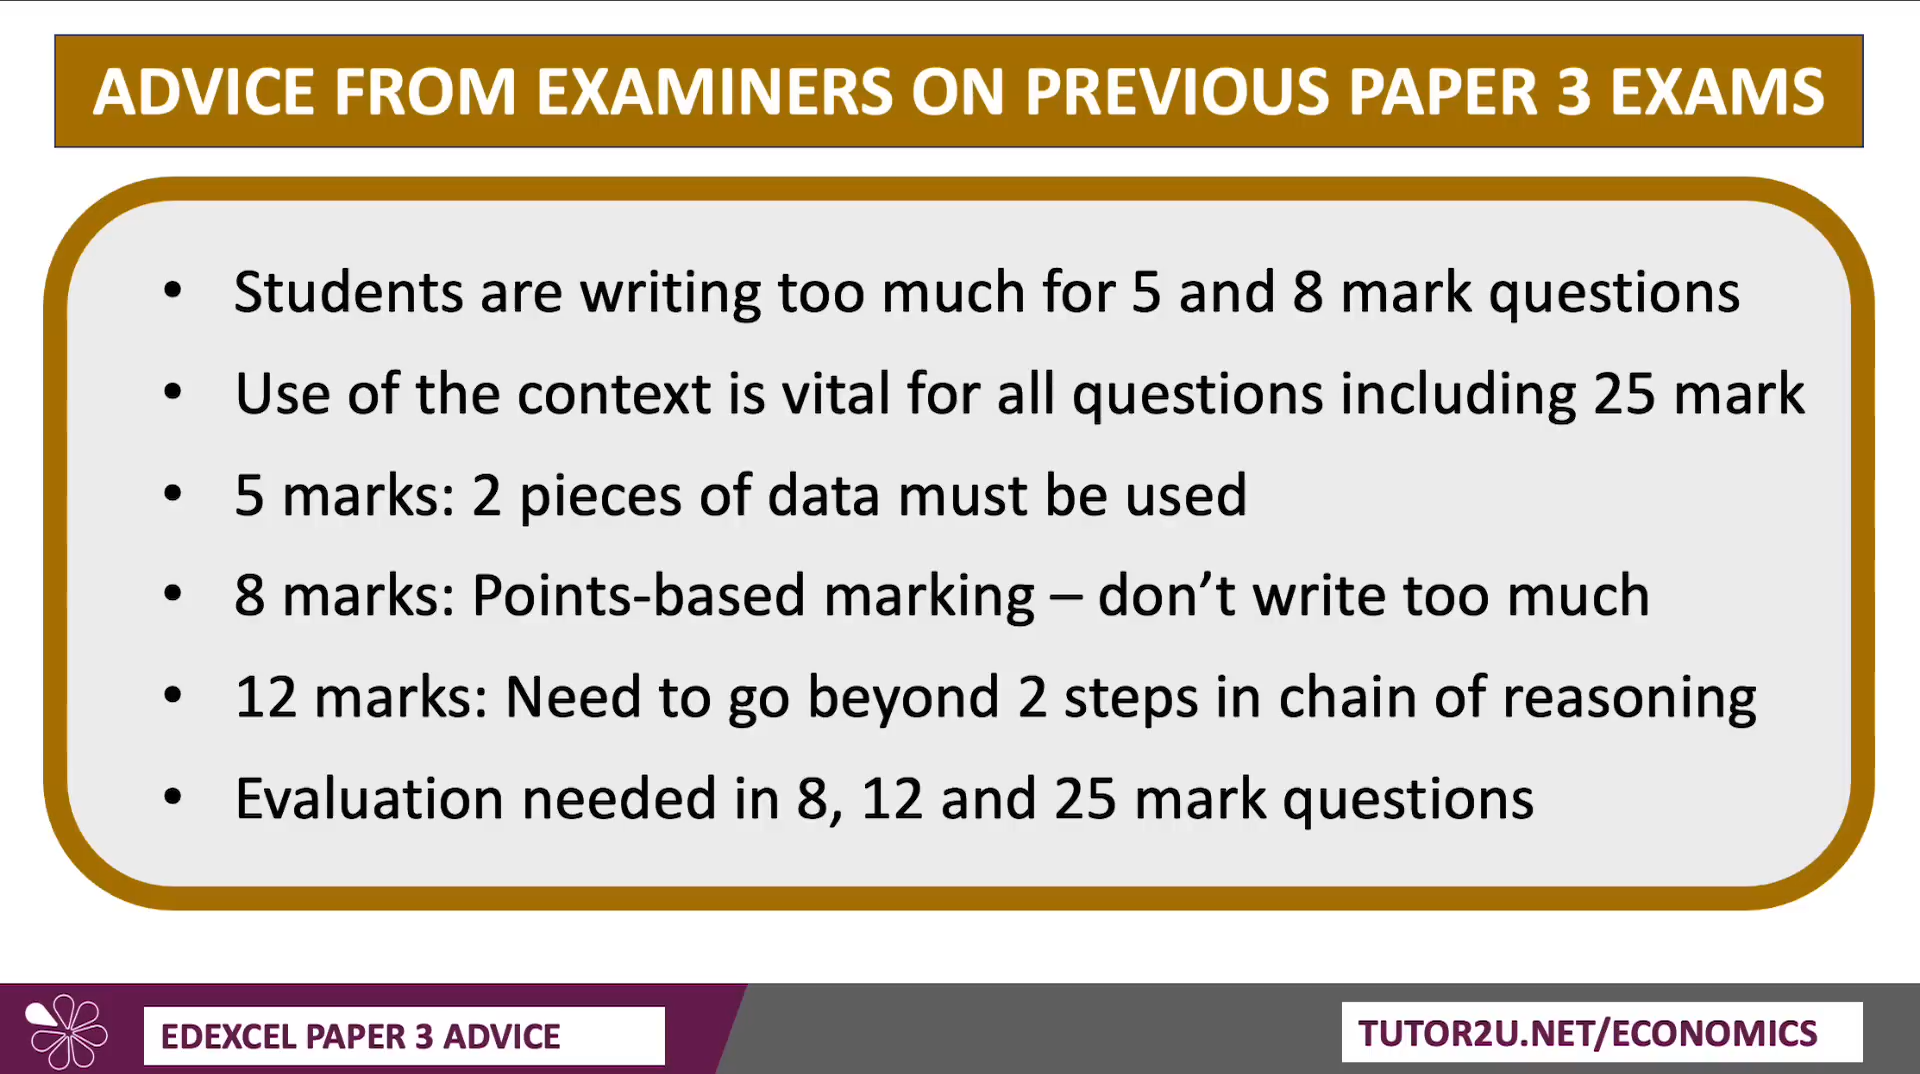 ADVICE FROM EXAMINERS ON PREVIOUS PAPER 3 EXAMS
• Students are writing too much for 5 and 8 mark questions
• Use of the context is vital for all questions including 25 mark
• 5 marks: 2 pieces of data must be used
• 8 marks: Points-based marking – don’t write too much
• 12 marks: Need to go beyond 2 steps in chain of reasoning
• Evaluation needed in 8, 12 and 25 mark questions
EDEXCEL PAPER 3 ADVICE
TUTOR2U.NET/ECONOMICS